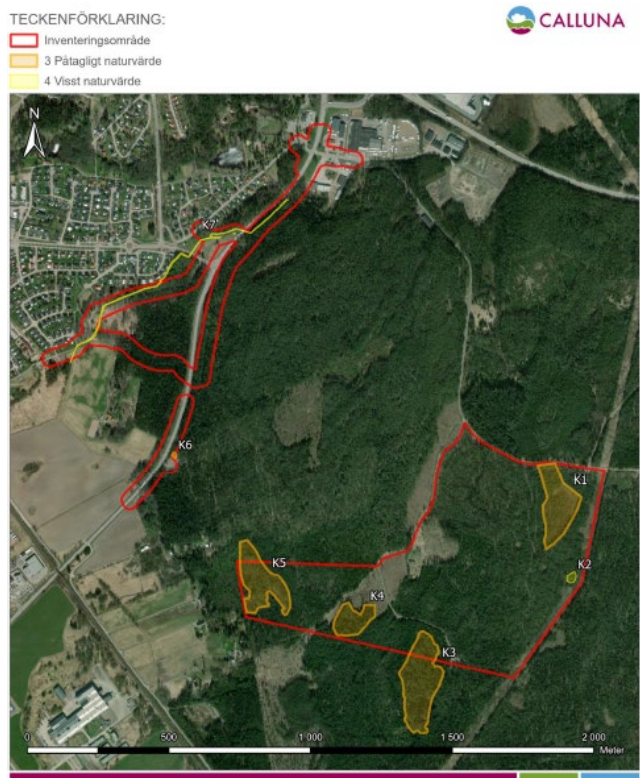 TECKENFÖRKLARING:
CALLUNA
Inventeringsområde
3 Påtagligt naturvärde
4 Visst naturvärde
N
K7
K6
K1
K2
K5
K4
K3
0 500 1 000 1 500 2 000
Meter